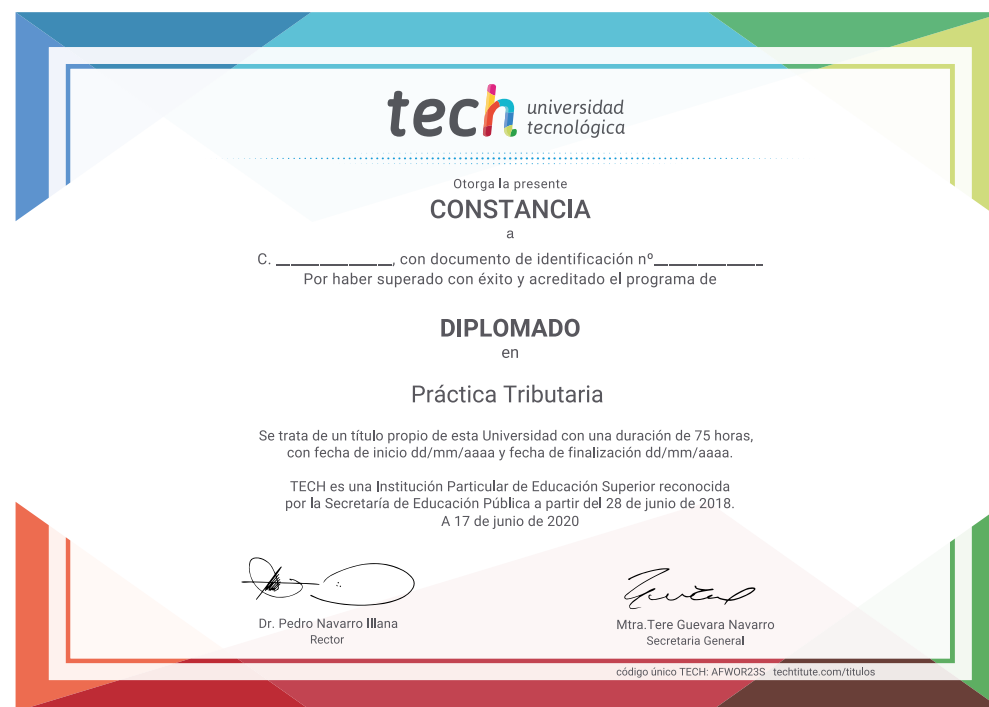 tech universidad
tecnológica
Otorga la presente
CONSTANCIA
a
C. ________________, con documento de identificación nº_______________
Por haber superado con éxito y acreditado el programa de
DIPLOMADO
en
Práctica Tributaria
Se trata de un título propio de esta Universidad con una duración de 75 horas,
con fecha de inicio dd/mm/aaaa y fecha de finalización dd/mm/aaaa.
TECH es una Institución Particular de Educación Superior reconocida
por la Secretaría de Educación Pública a partir del 28 de junio de 2018.
A 17 de junio de 2020
Dr. Pedro Navarro Illana
Rector
Mtra.Tere Guevara Navarro
Secretaria General
código único TECH: AFWOR23S techtitute.com/titulos